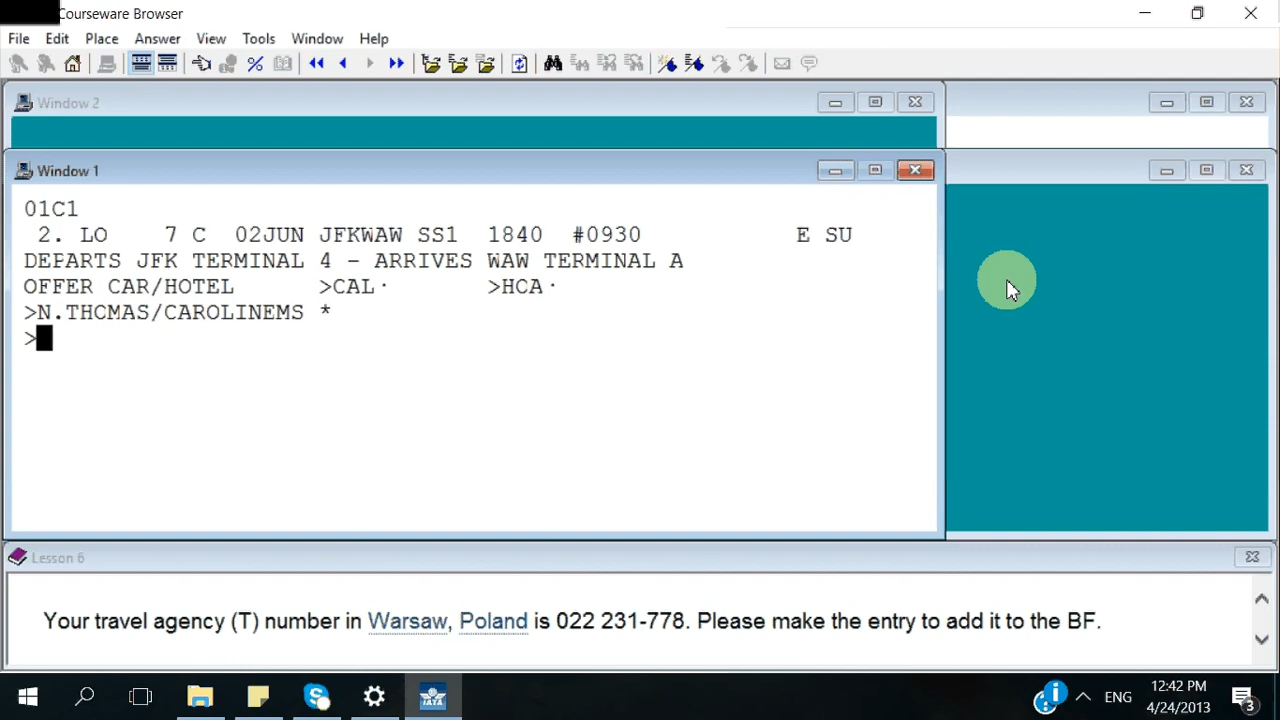 Courseware Browser
File Edit Place Answer View Tools Window Help
Window 2
Window 1
01C1
2. LO 7 C 02JUN JFKWAW SS1 1840 #0930 E SU
DEPARTS JFK TERMINAL 4 - ARRIVES WAW TERMINAL A
OFFER CAR/HOTEL >CAL· >HCA·
>N.THOMAS/CAROLINEMS *
>
Lesson 6
Your travel agency (T) number in Warsaw, Poland is 022 231-778. Please make the entry to add it to the BF.
IATA
ENG
12:42 PM
4/24/2013
3